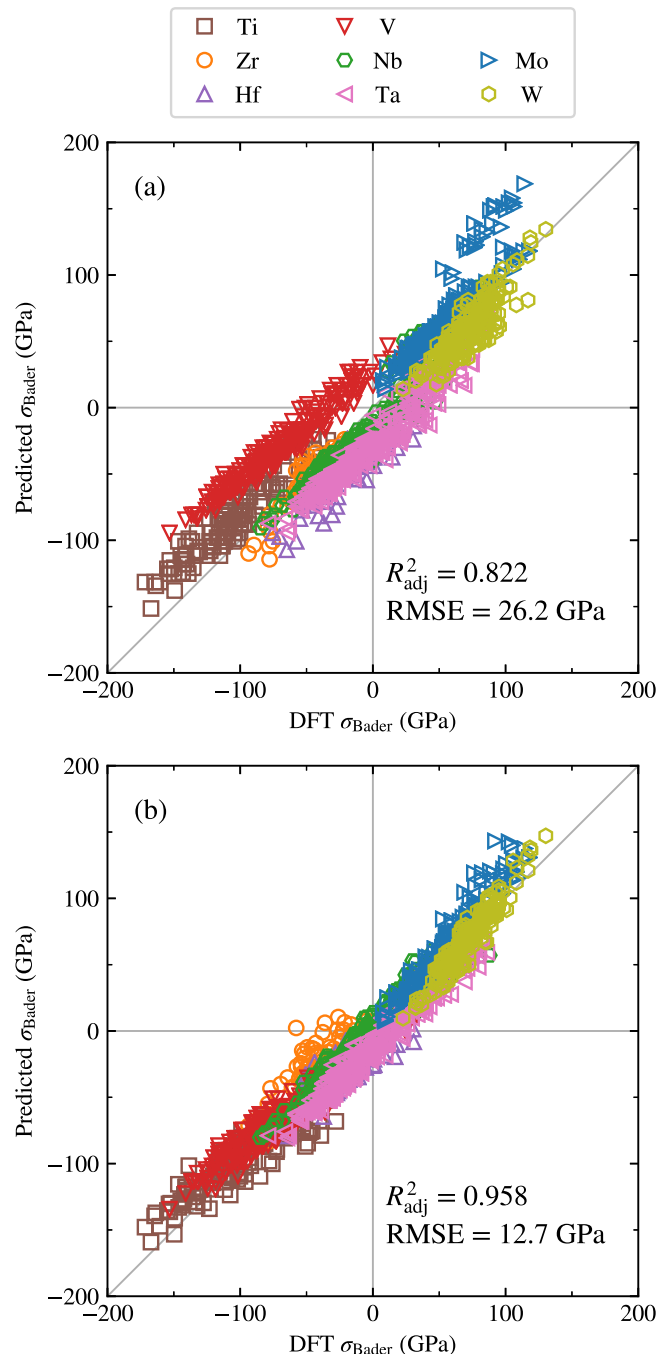 Ti V
Zr Nb Mo
Hf Ta W
200
100
0
−100
−200
Predicted σBader (GPa)
(a)
R²adj = 0.822
RMSE = 26.2 GPa
−200 −100 0 100 200
DFT σBader (GPa)
200
100
0
−100
−200
Predicted σBader (GPa)
(b)
R²adj = 0.958
RMSE = 12.7 GPa
−200 −100 0 100 200
DFT σBader (GPa)